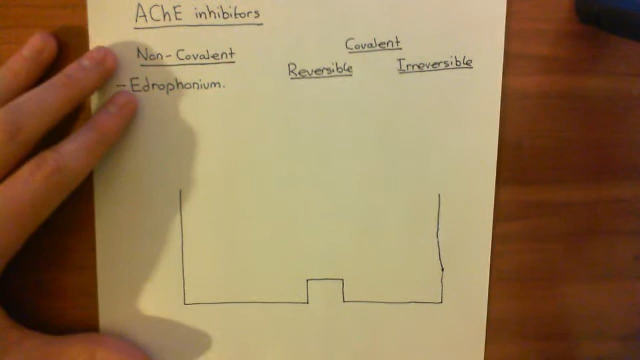 AChE inhibitors
Non-Covalent
Covalent
Reversible
Irreversible
- Edrophonium.